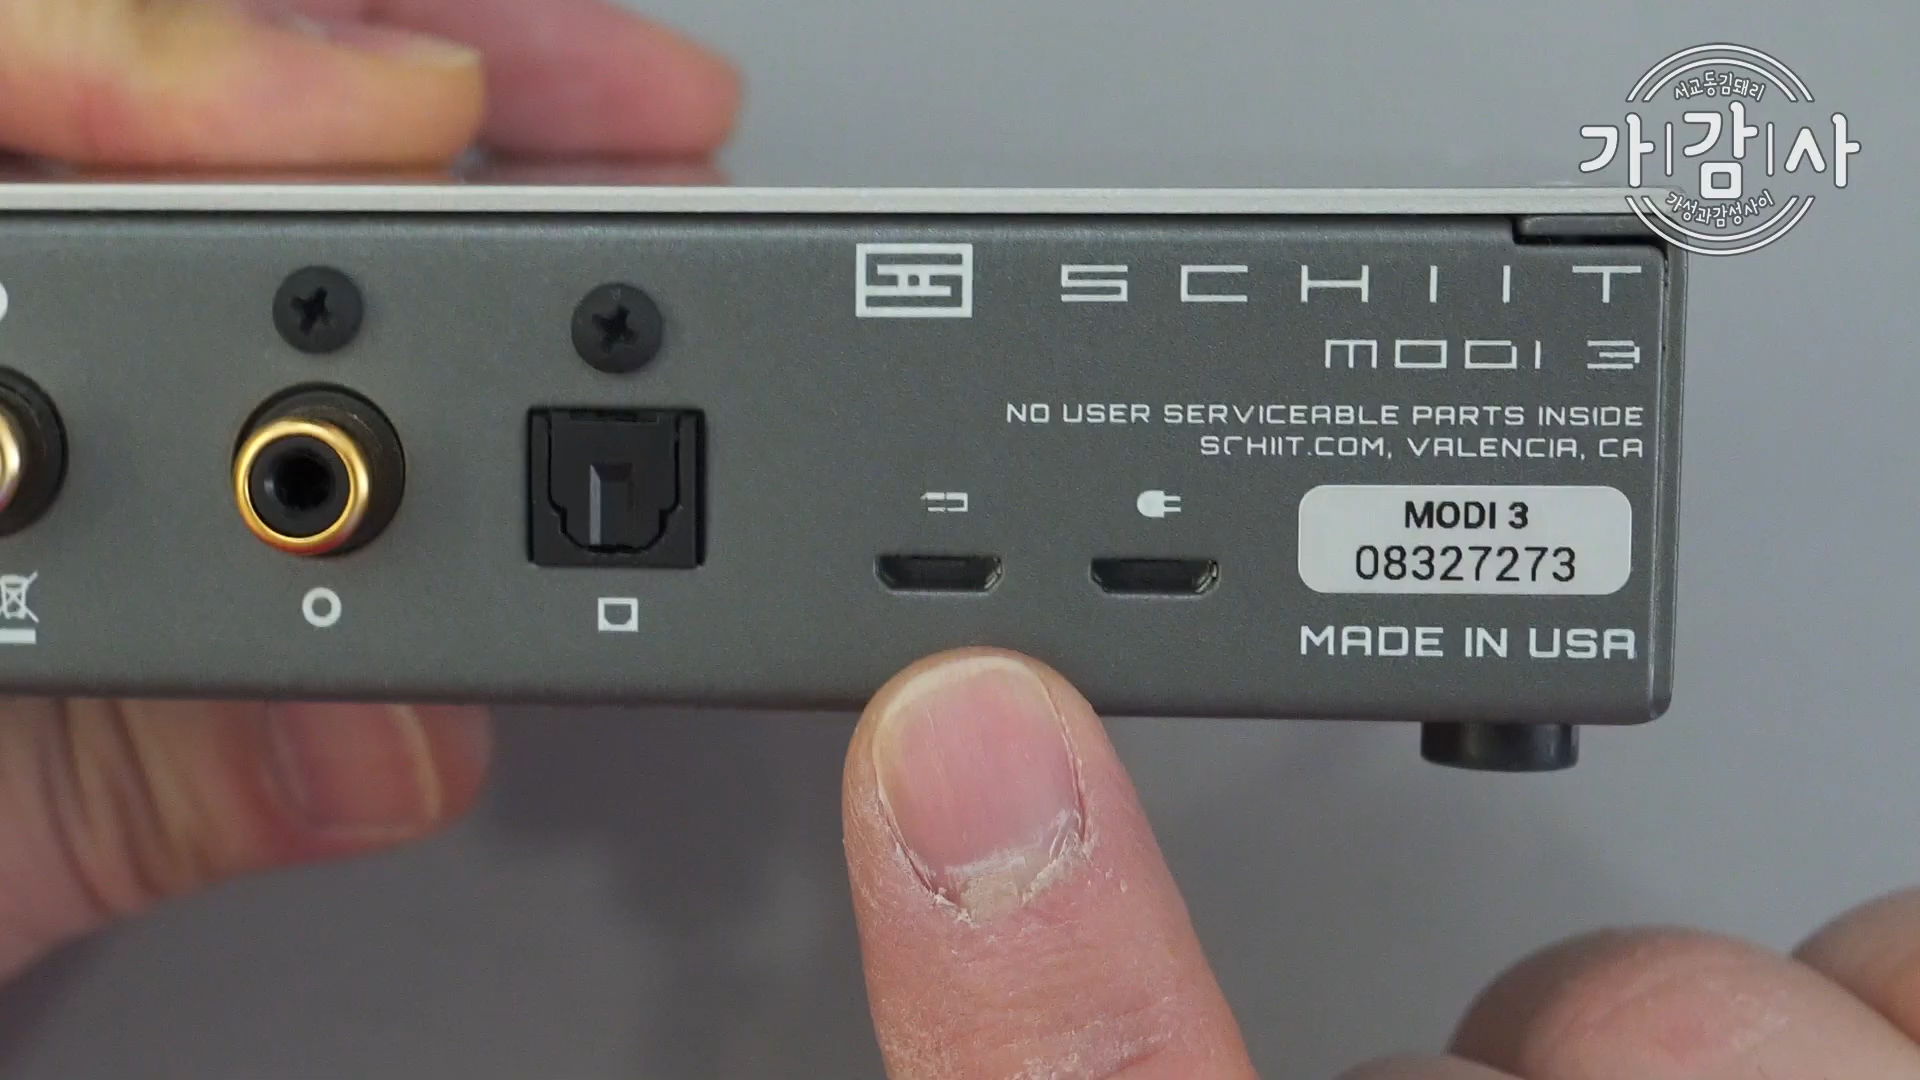 서교동김돼리
가감사
가성과감성사이
SCHIIT
MODI 3
NO USER SERVICEABLE PARTS INSIDE
SCHIIT.COM, VALENCIA, CA
MODI 3
08327273
MADE IN USA